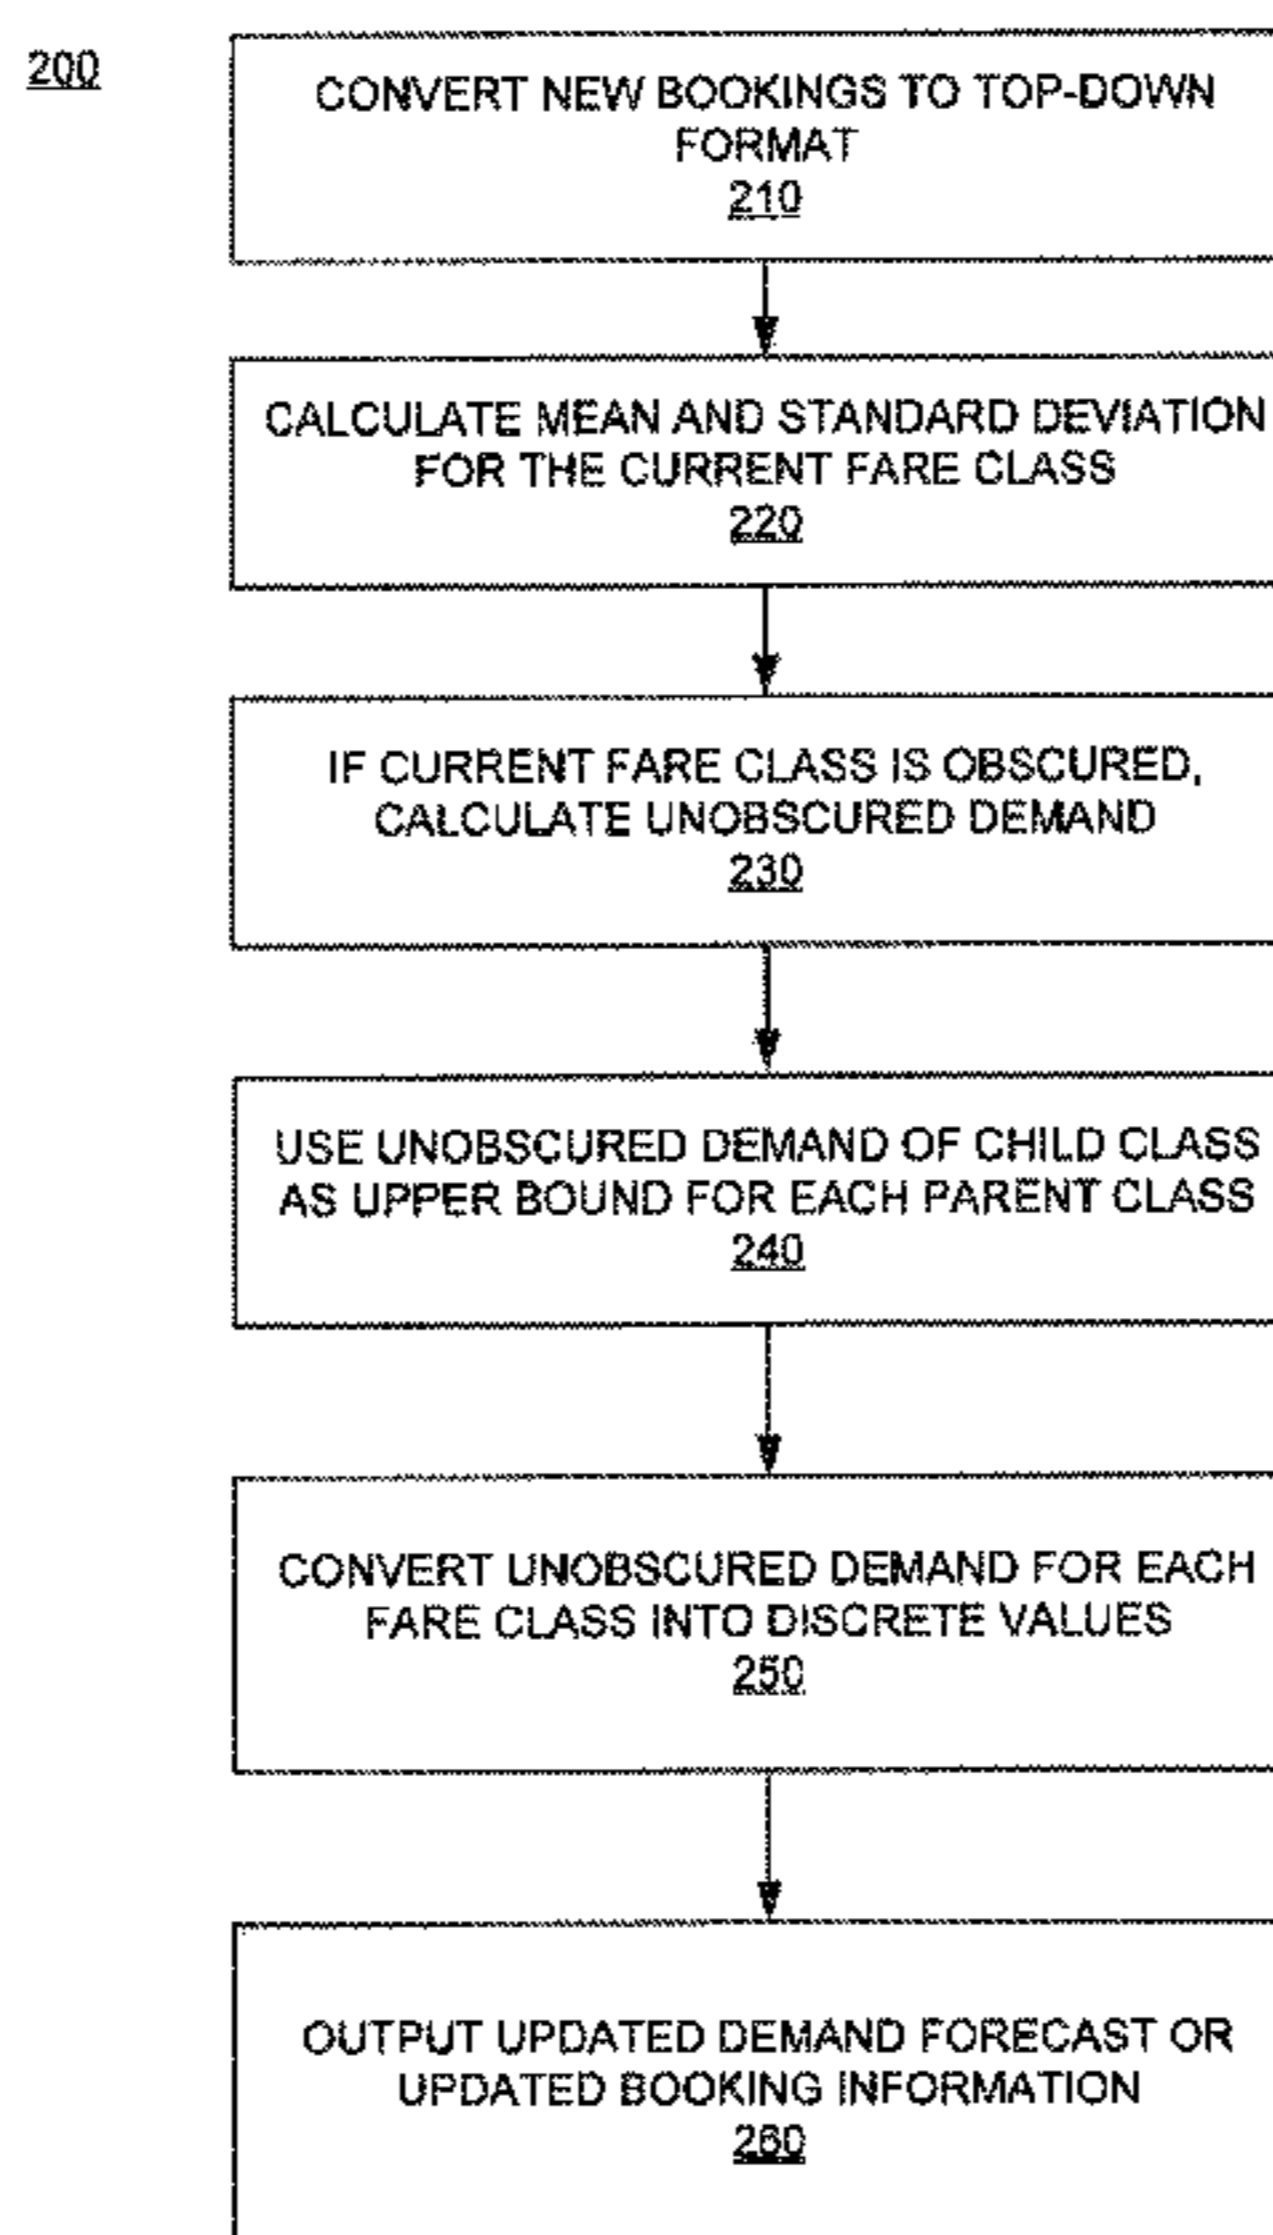 200
CONVERT NEW BOOKINGS TO TOP-DOWN
FORMAT
210
CALCULATE MEAN AND STANDARD DEVIATION
FOR THE CURRENT FARE CLASS
220
IF CURRENT FARE CLASS IS OBSCURED,
CALCULATE UNOBSCURED DEMAND
230
USE UNOBSCURED DEMAND OF CHILD CLASS
AS UPPER BOUND FOR EACH PARENT CLASS
240
CONVERT UNOBSCURED DEMAND FOR EACH
FARE CLASS INTO DISCRETE VALUES
250
OUTPUT UPDATED DEMAND FORECAST OR
UPDATED BOOKING INFORMATION
260